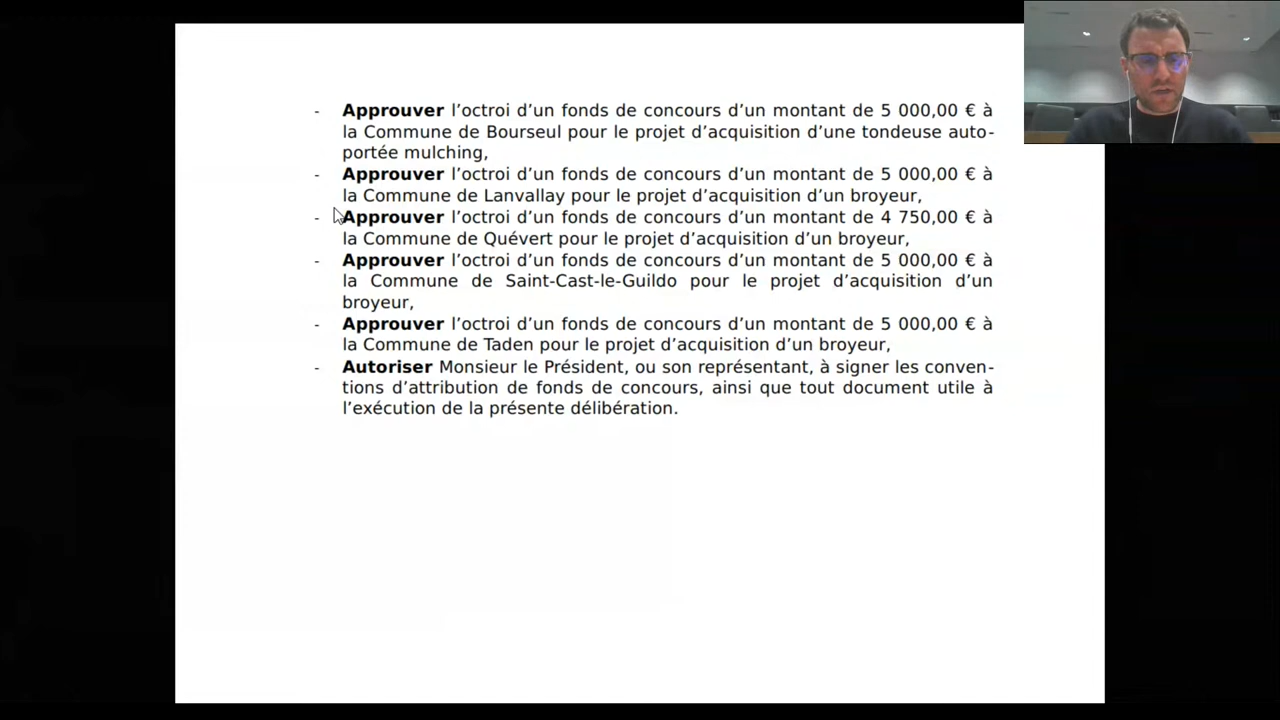 - Approuver l’octroi d’un fonds de concours d’un montant de 5 000,00 € à
la Commune de Bourseul pour le projet d’acquisition d’une tondeuse auto-
portée mulching,
- Approuver l’octroi d’un fonds de concours d’un montant de 5 000,00 € à
la Commune de Lanvallay pour le projet d’acquisition d’un broyeur,
- Approuver l’octroi d’un fonds de concours d’un montant de 4 750,00 € à
la Commune de Quévert pour le projet d’acquisition d’un broyeur,
- Approuver l’octroi d’un fonds de concours d’un montant de 5 000,00 € à
la Commune de Saint-Cast-le-Guildo pour le projet d’acquisition d’un
broyeur,
- Approuver l’octroi d’un fonds de concours d’un montant de 5 000,00 € à
la Commune de Taden pour le projet d’acquisition d’un broyeur,
- Autoriser Monsieur le Président, ou son représentant, à signer les conven-
tions d’attribution de fonds de concours, ainsi que tout document utile à
l’exécution de la présente délibération.